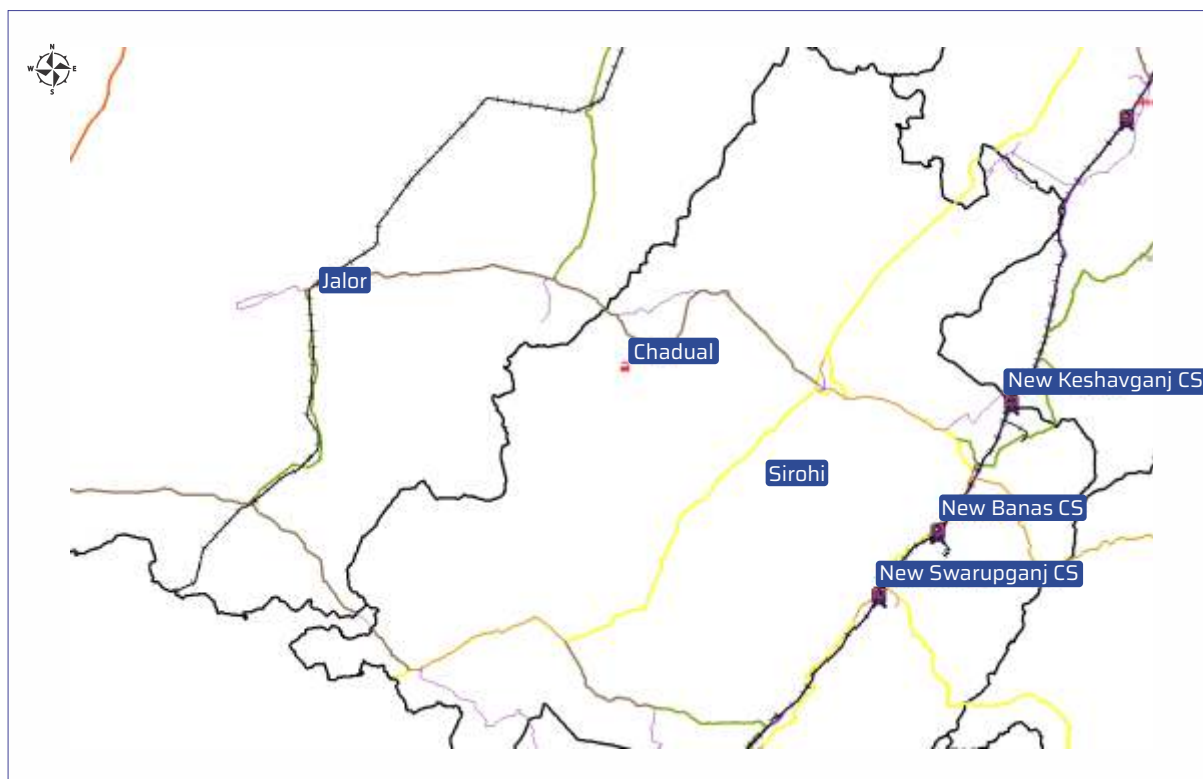 N
W
E
S
Jalor
Chadual
New Keshavganj CS
Sirohi
New Banas CS
New Swarupganj CS